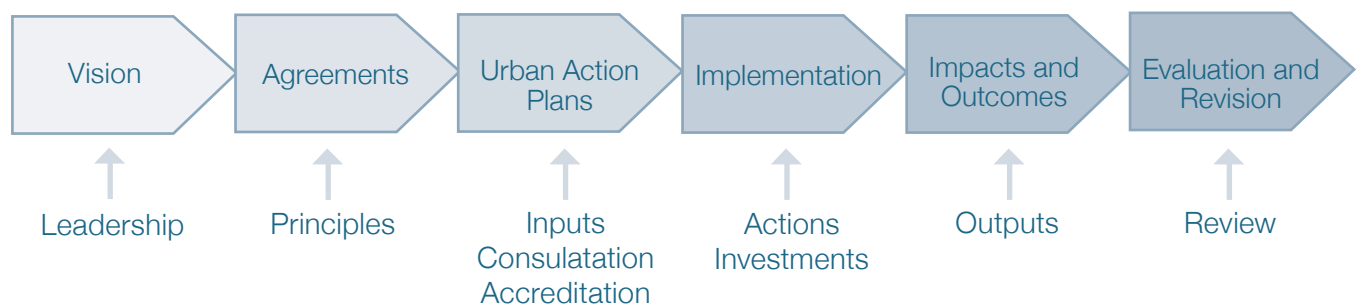 Vision
Agreements
Urban Action
Plans
Implementation
Impacts and
Outcomes
Evaluation and
Revision
Leadership
Principles
Inputs
Consulatation
Accreditation
Actions
Investments
Outputs
Review